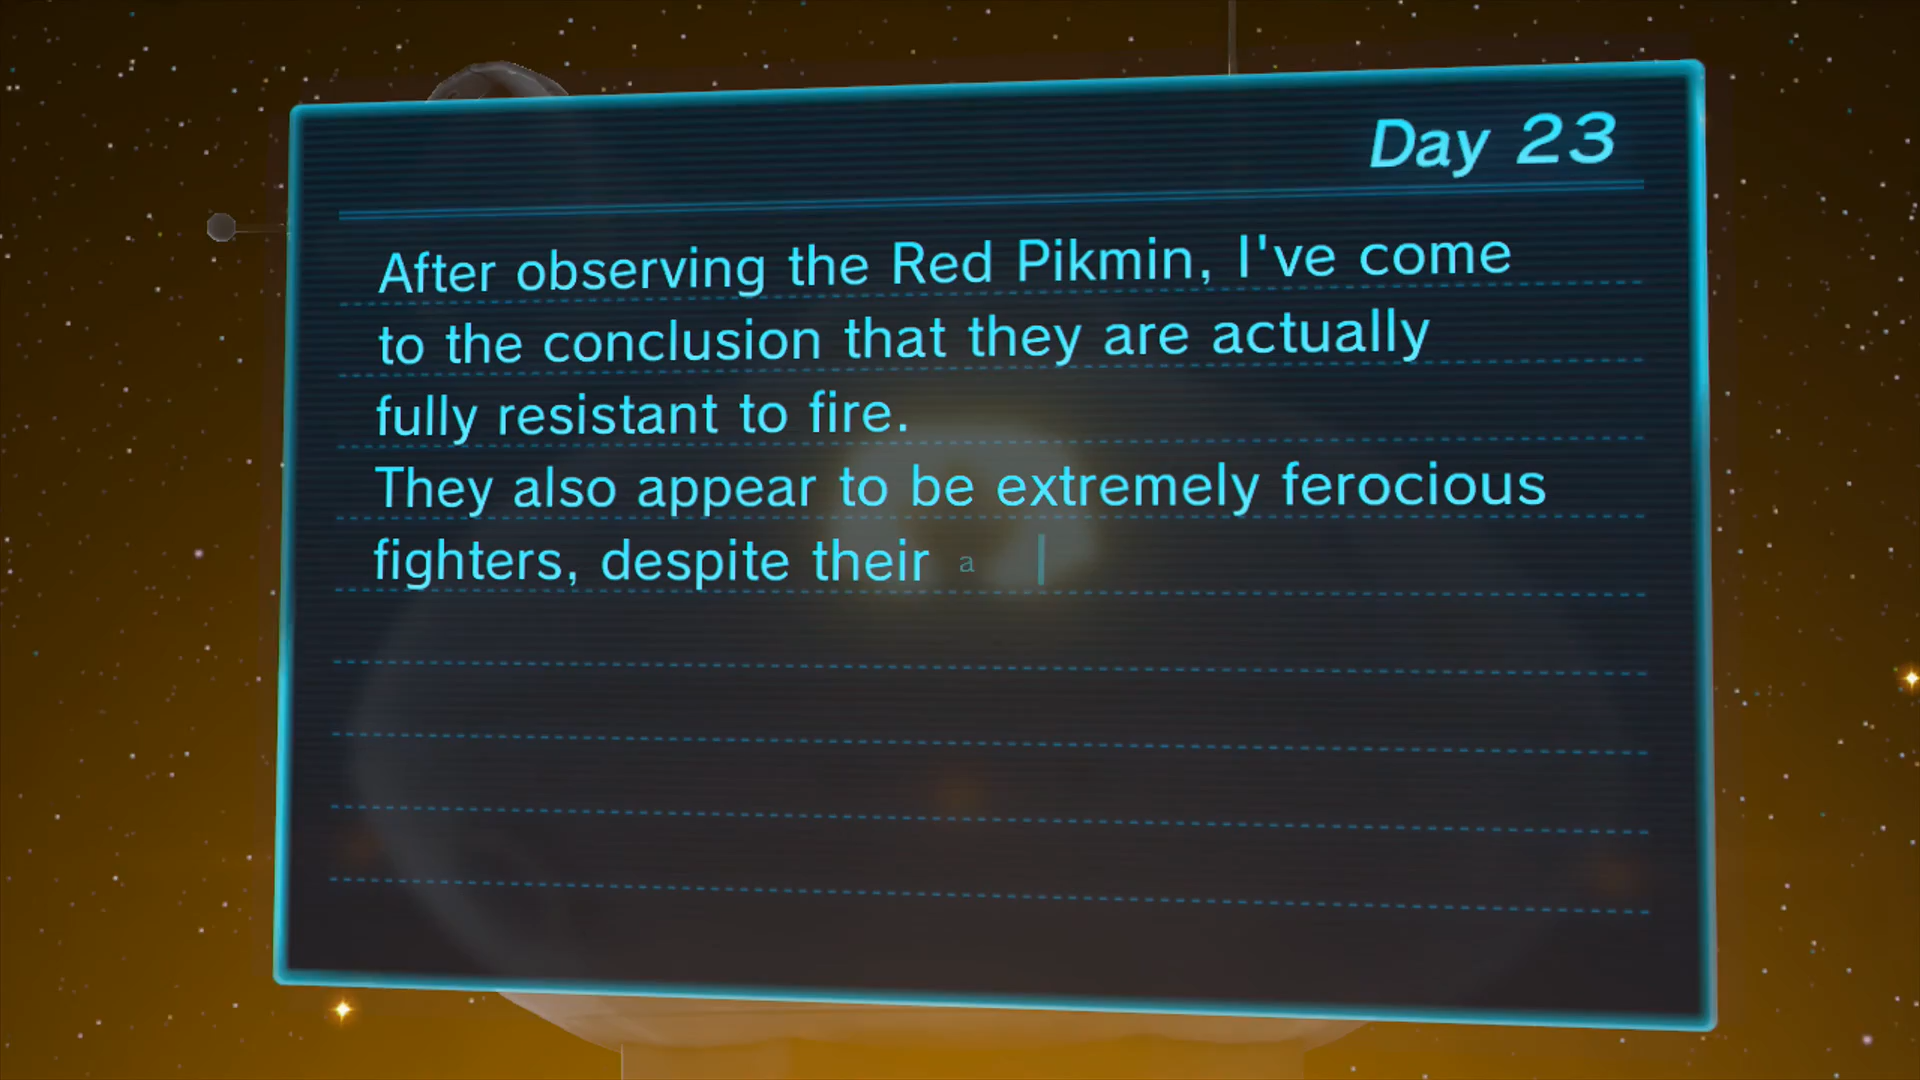 Day 23
After observing the Red Pikmin, I've come
to the conclusion that they are actually
fully resistant to fire.
They also appear to be extremely ferocious
fighters, despite their a